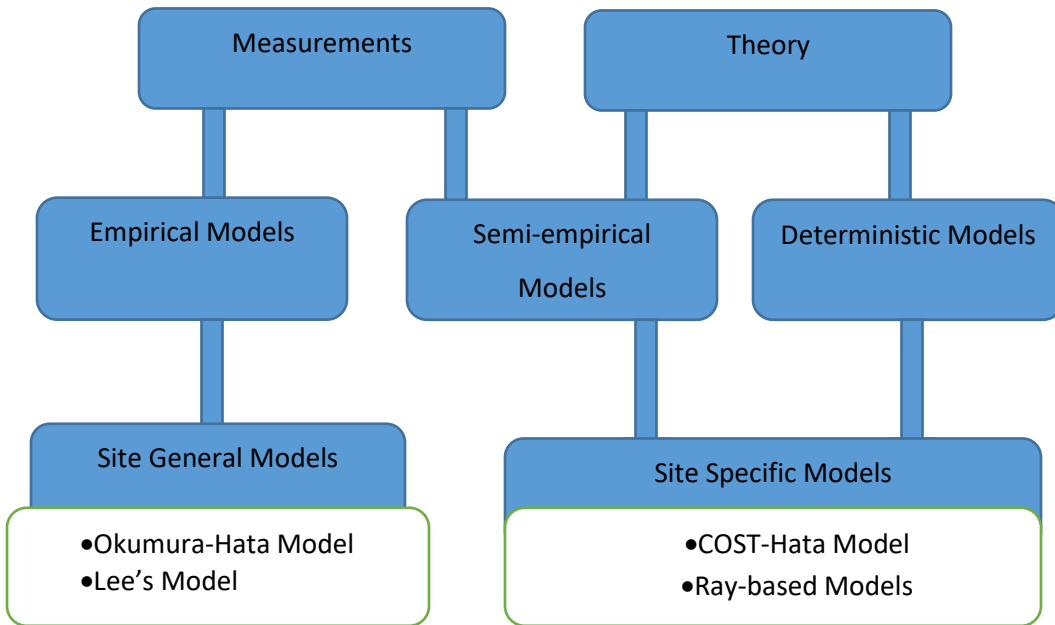 Measurements
Theory
Empirical Models
Semi-empirical
Models
Deterministic Models
Site General Models
Site Specific Models
•Okumura-Hata Model
•Lee’s Model
•COST-Hata Model
•Ray-based Models